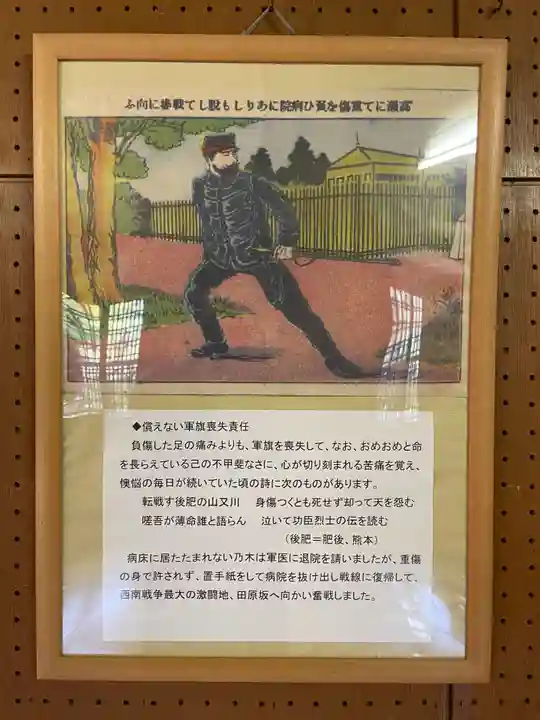 ふ向に場戦てし脱もしりあに院病ひ負を傷重てに瀬高
◆償えない軍旗喪失責任
負傷した足の痛みよりも、軍旗を喪失して、なお、おめおめと命
を長らえている己の不甲斐なさに、心が切り刻まれる苦痛を覚え、
懊悩の毎日が続いていた頃の詩に次のものがあります。
転戦す後肥の山又川 身傷つくとも死せず却って天を怨む
嗟吾が薄命誰と語らん 泣いて功臣烈士の伝を読む
(後肥=肥後、熊本)
病床に居たたまれない乃木は軍医に退院を請いましたが、重傷
の身で許されず、置手紙をして病院を抜け出し戦線に復帰して、
西南戦争最大の激闘地、田原坂へ向かい奮戦しました。